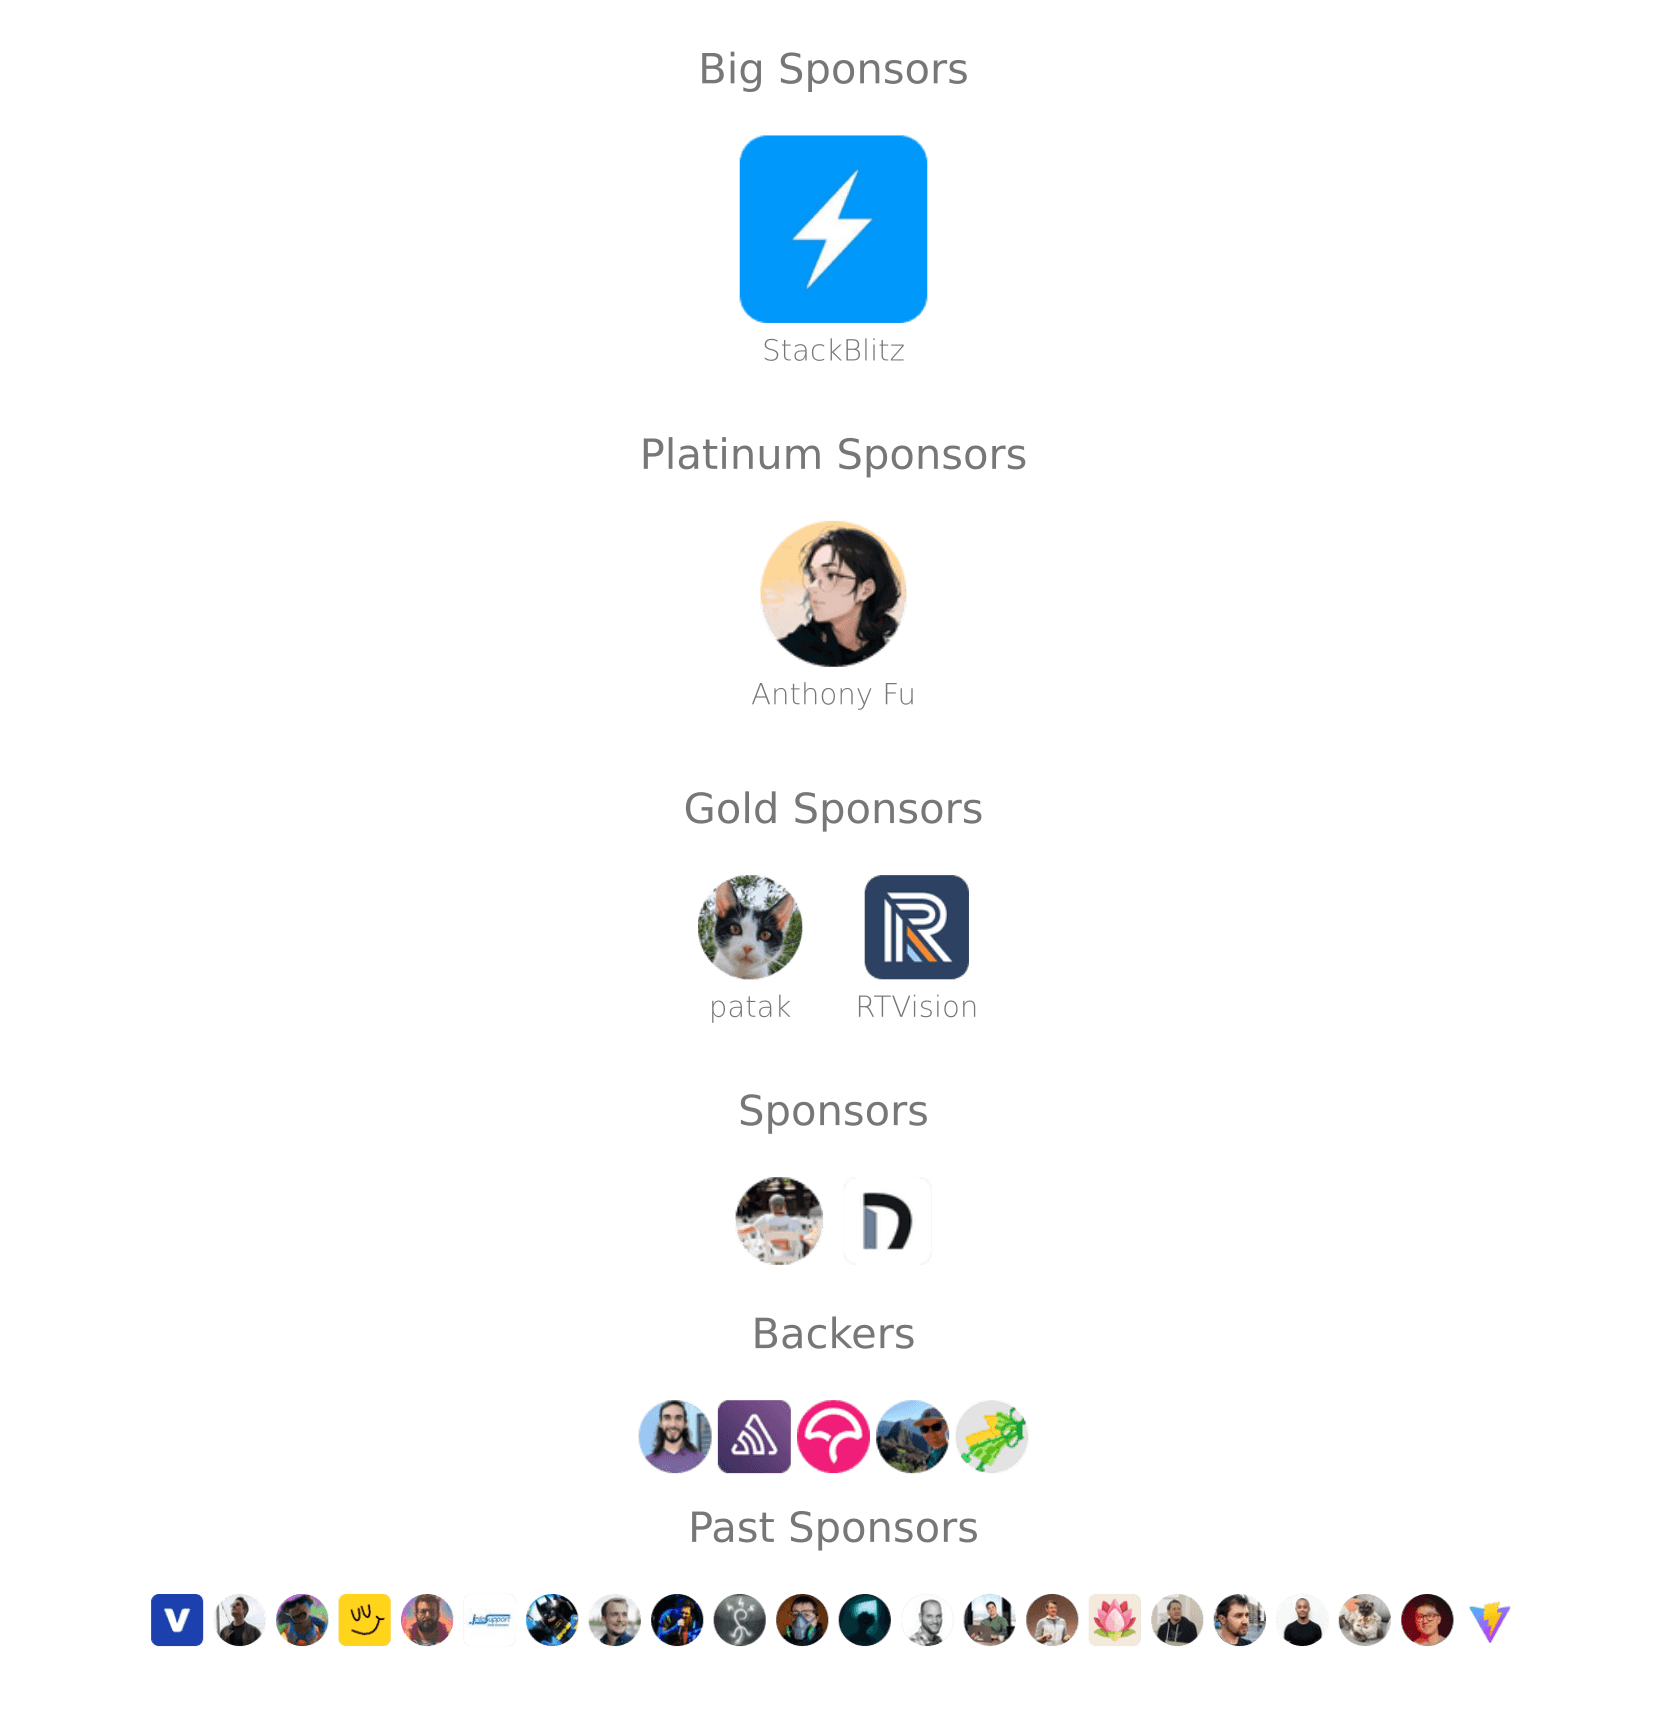 Big Sponsors
StackBlitz
Platinum Sponsors
Anthony Fu
Gold Sponsors
patak RTVision
Sponsors
Backers
Past Sponsors